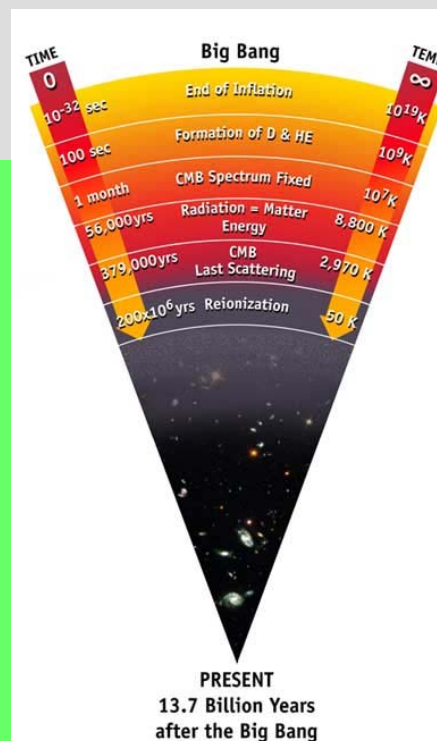 TIME Big Bang TEM
0 ∞
10⁻³² sec End of Inflation 10¹⁹K
100 sec Formation of D & HE 10⁹K
1 month CMB Spectrum Fixed 10⁷K
56,000yrs Radiation = Matter 8,800 K
Energy
379,000yrs CMB 2,970 K
Last Scattering
200x10⁶yrs Reionization 50 K
PRESENT
13.7 Billion Years
after the Big Bang